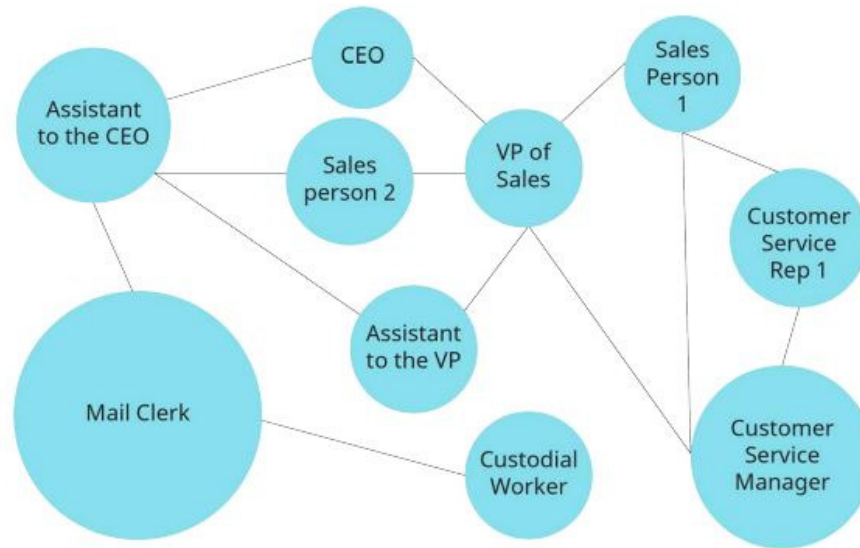 Assistant
to the CEO
CEO
Sales
person 2
VP of
Sales
Sales
Person
1
Customer
Service
Rep 1
Assistant
to the VP
Mail Clerk
Custodial
Worker
Customer
Service
Manager